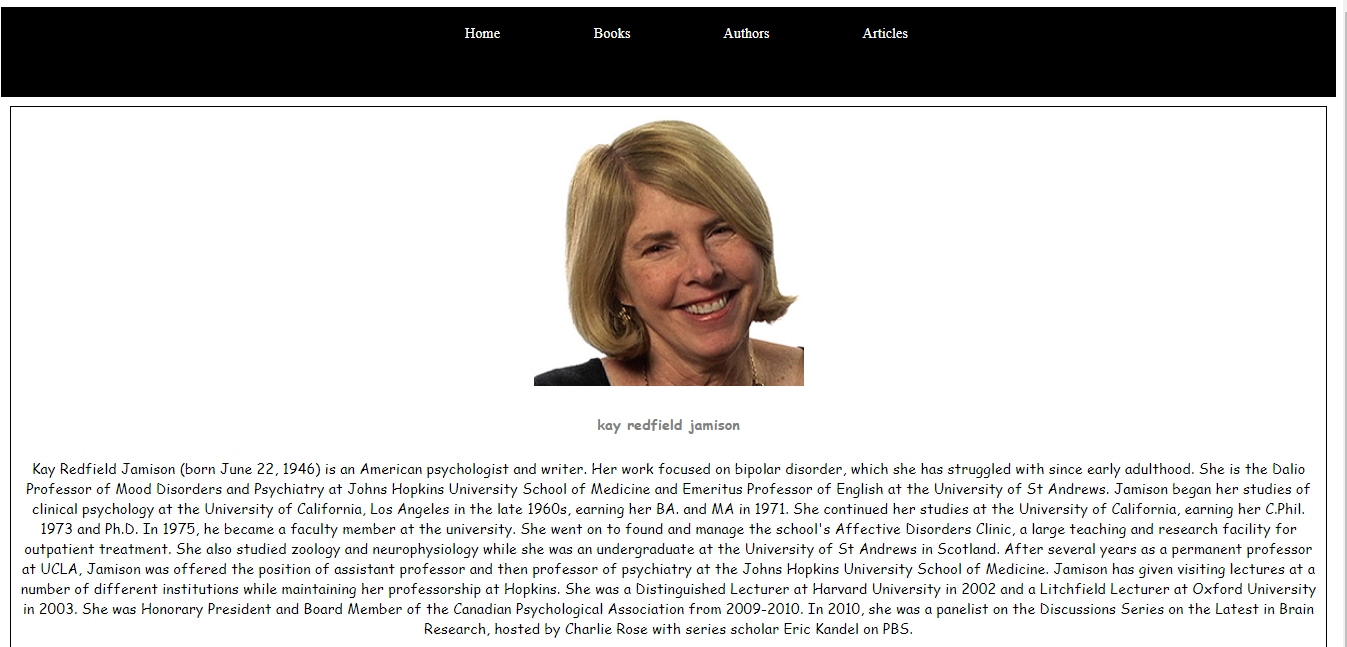 Home Books Authors Articles
kay redfield jamison
Kay Redfield Jamison (born June 22, 1946) is an American psychologist and writer. Her work focused on bipolar disorder, which she has struggled with since early adulthood. She is the Dalio
Professor of Mood Disorders and Psychiatry at Johns Hopkins University School of Medicine and Emeritus Professor of English at the University of St Andrews. Jamison began her studies of
clinical psychology at the University of California, Los Angeles in the late 1960s, earning her BA. and MA in 1971. She continued her studies at the University of California, earning her C.Phil.
1973 and Ph.D. In 1975, he became a faculty member at the university. She went on to found and manage the school's Affective Disorders Clinic, a large teaching and research facility for
outpatient treatment. She also studied zoology and neurophysiology while she was an undergraduate at the University of St Andrews in Scotland. After several years as a permanent professor
at UCLA, Jamison was offered the position of assistant professor and then professor of psychiatry at the Johns Hopkins University School of Medicine. Jamison has given visiting lectures at a
number of different institutions while maintaining her professorship at Hopkins. She was a Distinguished Lecturer at Harvard University in 2002 and a Litchfield Lecturer at Oxford University
in 2003. She was Honorary President and Board Member of the Canadian Psychological Association from 2009-2010. In 2010, she was a panelist on the Discussions Series on the Latest in Brain
Research, hosted by Charlie Rose with series scholar Eric Kandel on PBS.